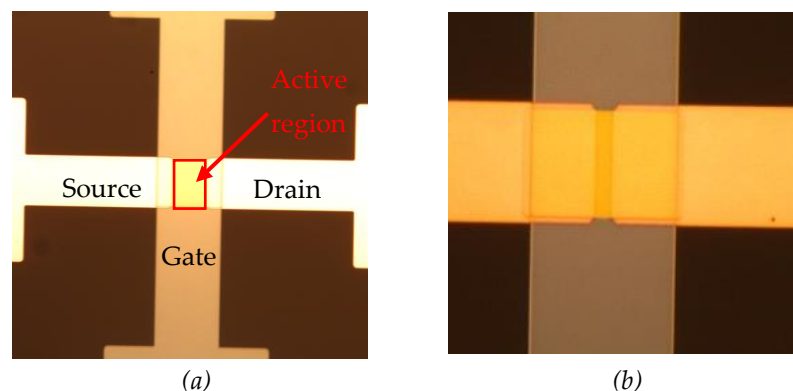 Active
region
Source
Drain
Gate
(a)
(b)